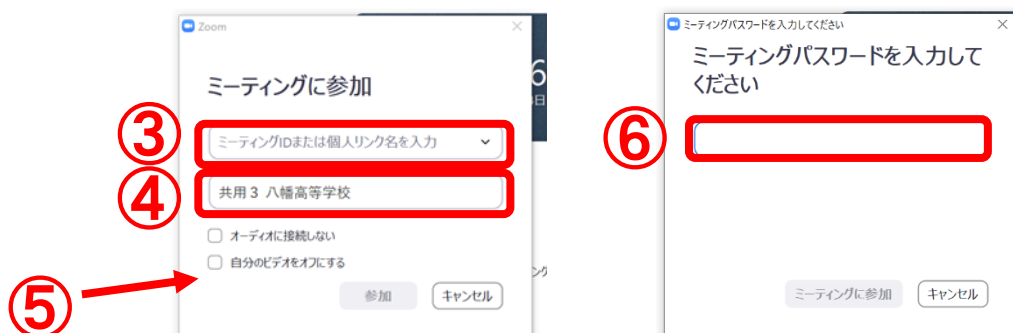 Zoom
6
日
ミーティングに参加
③
ミーティングIDまたは個人リンク名を入力
④
共用3 八幡高等学校
オーディオに接続しない
自分のビデオをオフにする
⑤
参加
キャンセル
ング
ミーティングパスワードを入力してください
ミーティングパスワードを入力して
ください
⑥
ミーティングに参加
キャンセル